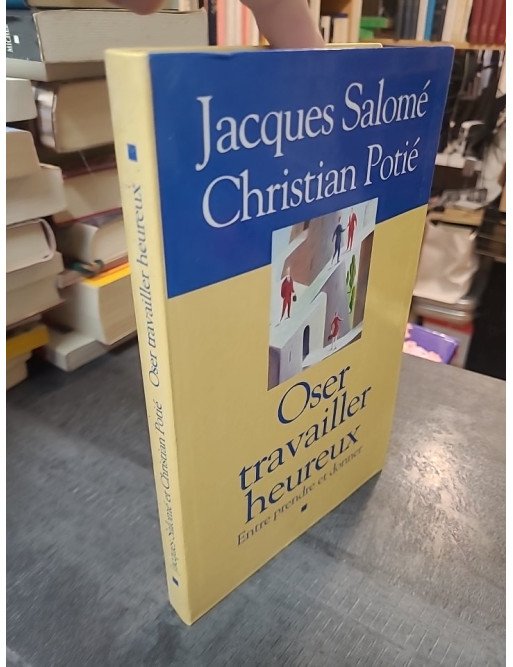 Jacques Salomé
Christian Potié
Oser
travailler
heureux
Entre prendre et donner
Jacques Salomé et Christian Potié Oser travailler heureux